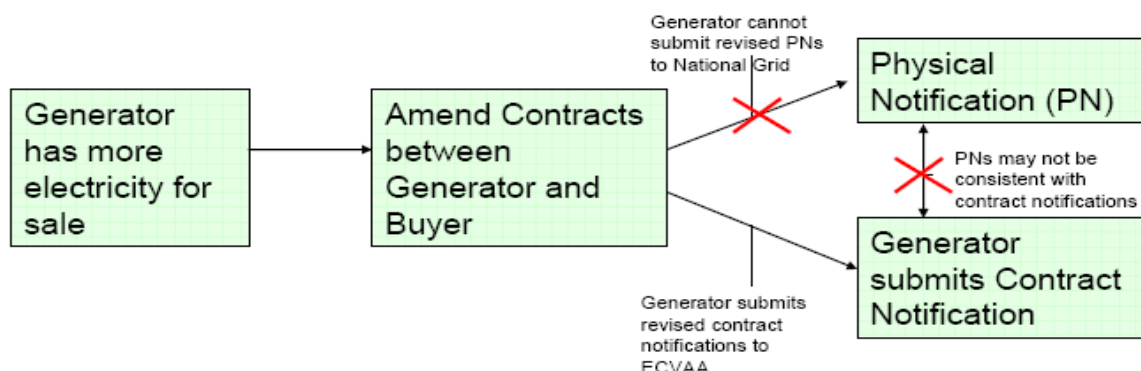 Generator cannot
submit revised PNs
to National Grid
Generator
has more
electricity for
sale
Amend Contracts
between
Generator and
Buyer
Physical
Notification (PN)
PNs may not be
consistent with
contract notifications
Generator
submits Contract
Notification
Generator submits
revised contract
notifications to
ECVAA